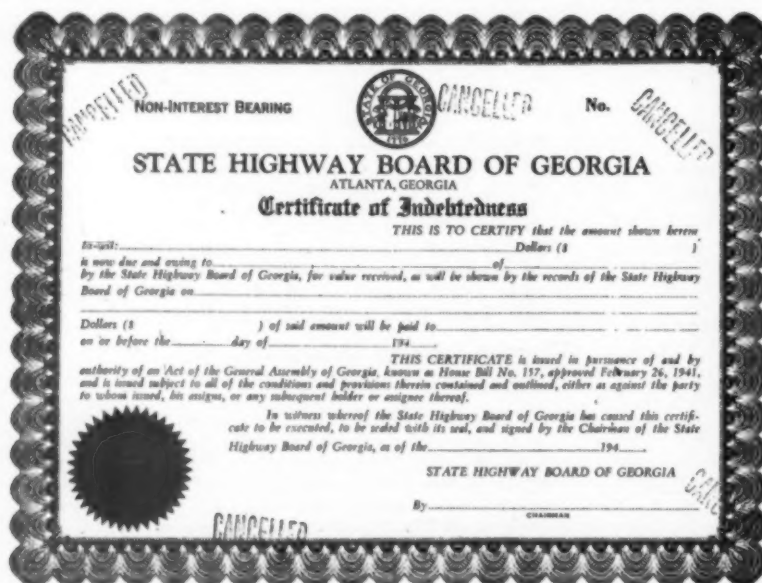 CANCELLED
NON-INTEREST BEARING
STATE OF GEORGIA
1776
CANCELLED
No.
CANCELLED
STATE HIGHWAY BOARD OF GEORGIA
ATLANTA, GEORGIA
Certificate of Indebtedness
THIS IS TO CERTIFY that the amount shown herein
to-wit: Dollars ($ )
is now due and owing to of
by the State Highway Board of Georgia, for value received, as will be shown by the records of the State Highway
Board of Georgia on
Dollars ($ ) of said amount will be paid to
on or before the day of 194
THIS CERTIFICATE is issued in pursuance of and by
authority of an Act of the General Assembly of Georgia, known as House Bill No. 157, approved February 26, 1941,
and is issued subject to all of the conditions and provisions therein contained and outlined, either as against the party
to whom issued, his assigns, or any subsequent holder or assignee thereof.
In witness whereof the State Highway Board of Georgia has caused this certifi-
cate to be executed, to be sealed with its seal, and signed by the Chairman of the State
Highway Board of Georgia, as of the 194
STATE HIGHWAY BOARD OF GEORGIA
By
CHAIRMAN
CANCELLED